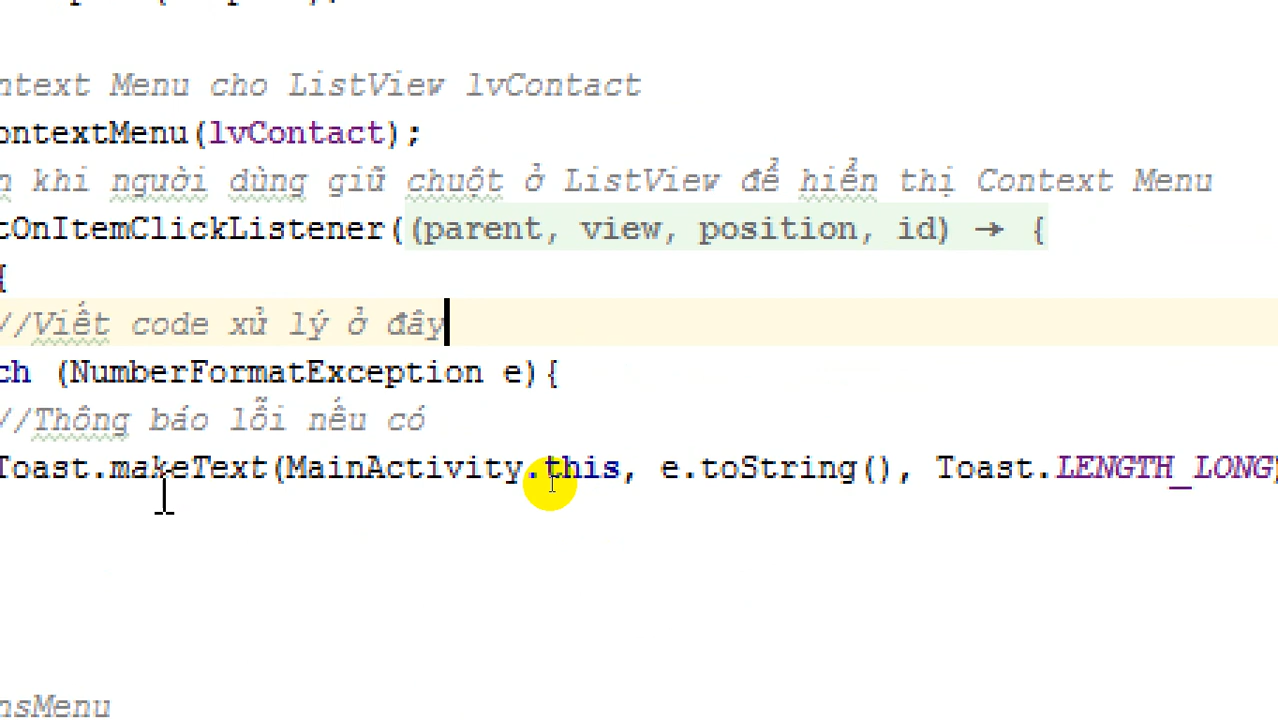 ntext Menu cho ListView lvContact
ontextMenu(lvContact);
n khi người dùng giữ chuột ở ListView để hiển thị Context Menu
tOnItemClickListener((parent, view, position, id) → {
{
//Viết code xử lý ở đây
ch (NumberFormatException e){
//Thông báo lỗi nếu có
Toast.makeText(MainActivity.this, e.toString(), Toast.LENGTH_LONG)
nsMenu